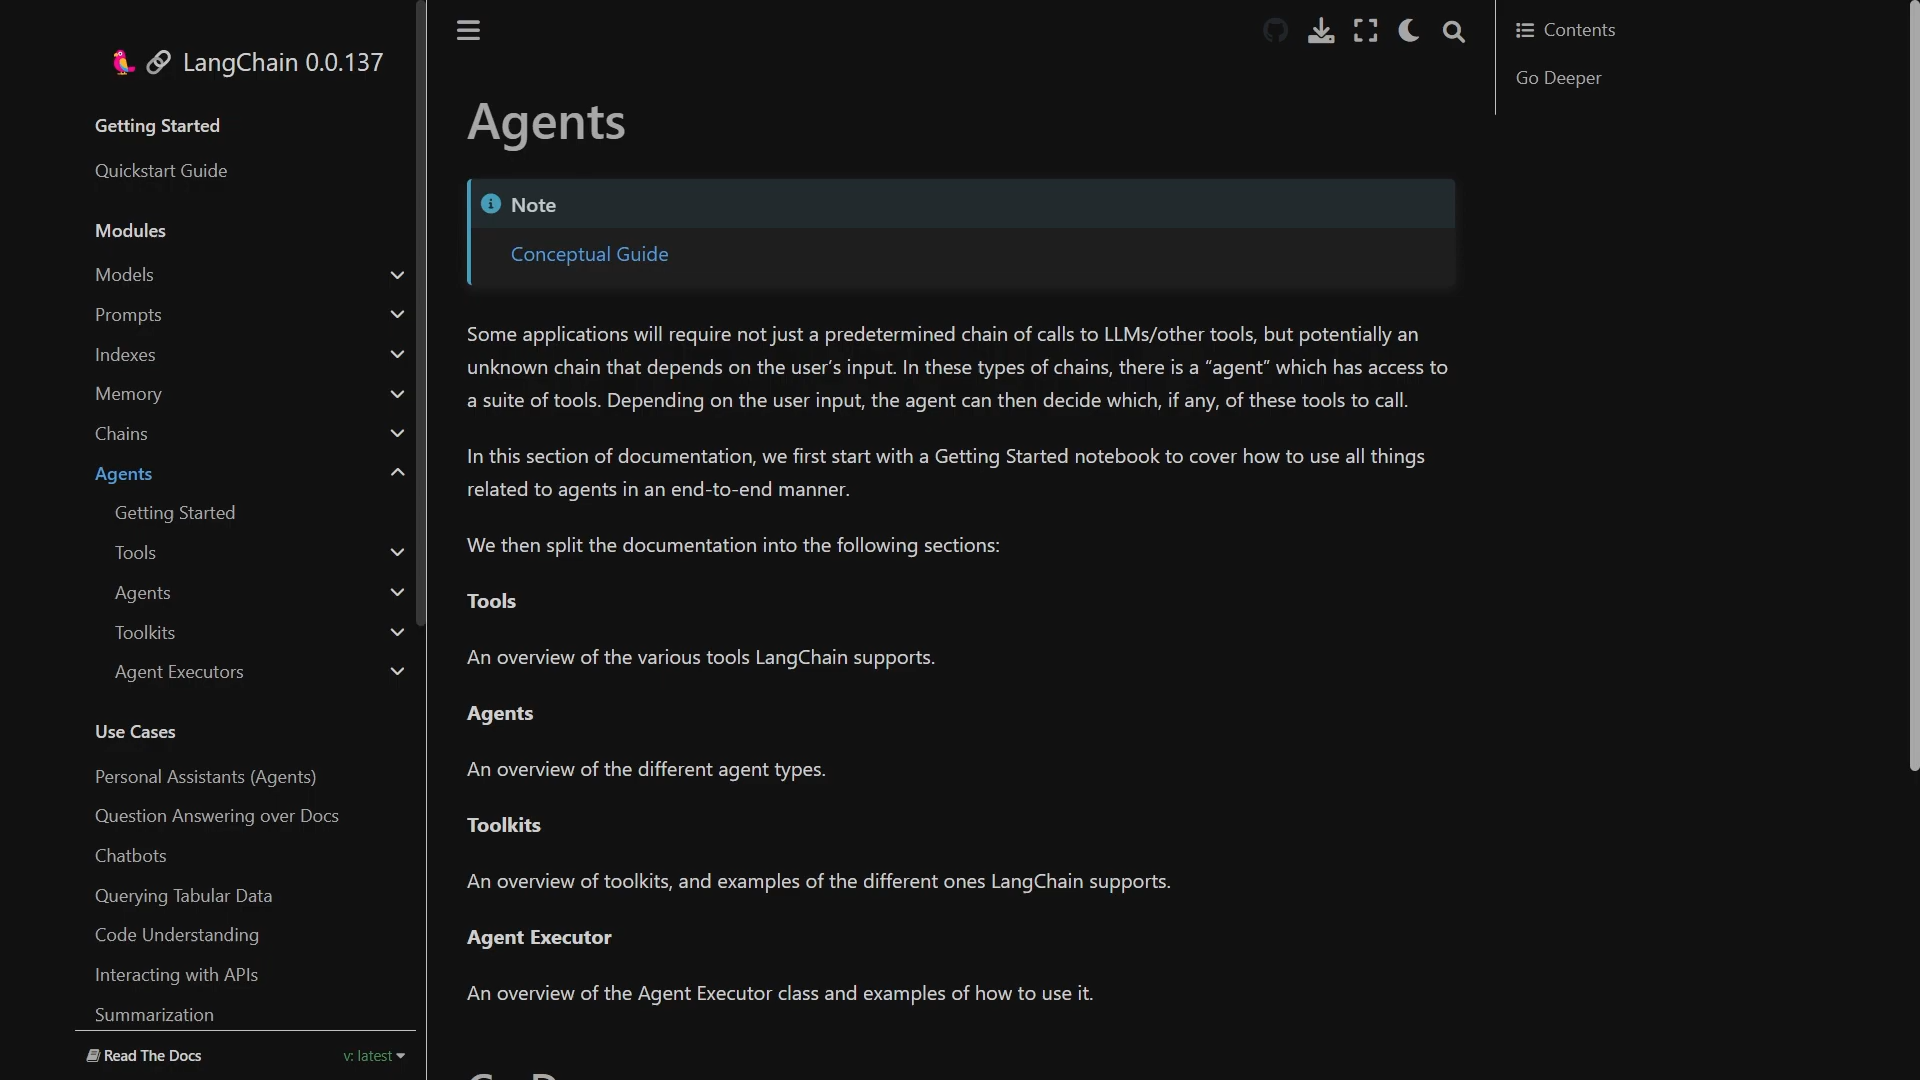 LangChain 0.0.137
Getting Started
Quickstart Guide
Modules
Models
Prompts
Indexes
Memory
Chains
Agents
Getting Started
Tools
Agents
Toolkits
Agent Executors
Use Cases
Personal Assistants (Agents)
Question Answering over Docs
Chatbots
Querying Tabular Data
Code Understanding
Interacting with APIs
Summarization
Read The Docs
v: latest
Agents
Note
Conceptual Guide
Some applications will require not just a predetermined chain of calls to LLMs/other tools, but potentially an
unknown chain that depends on the user’s input. In these types of chains, there is a “agent” which has access to
a suite of tools. Depending on the user input, the agent can then decide which, if any, of these tools to call.
In this section of documentation, we first start with a Getting Started notebook to cover how to use all things
related to agents in an end-to-end manner.
We then split the documentation into the following sections:
Tools
An overview of the various tools LangChain supports.
Agents
An overview of the different agent types.
Toolkits
An overview of toolkits, and examples of the different ones LangChain supports.
Agent Executor
An overview of the Agent Executor class and examples of how to use it.
Contents
Go Deeper